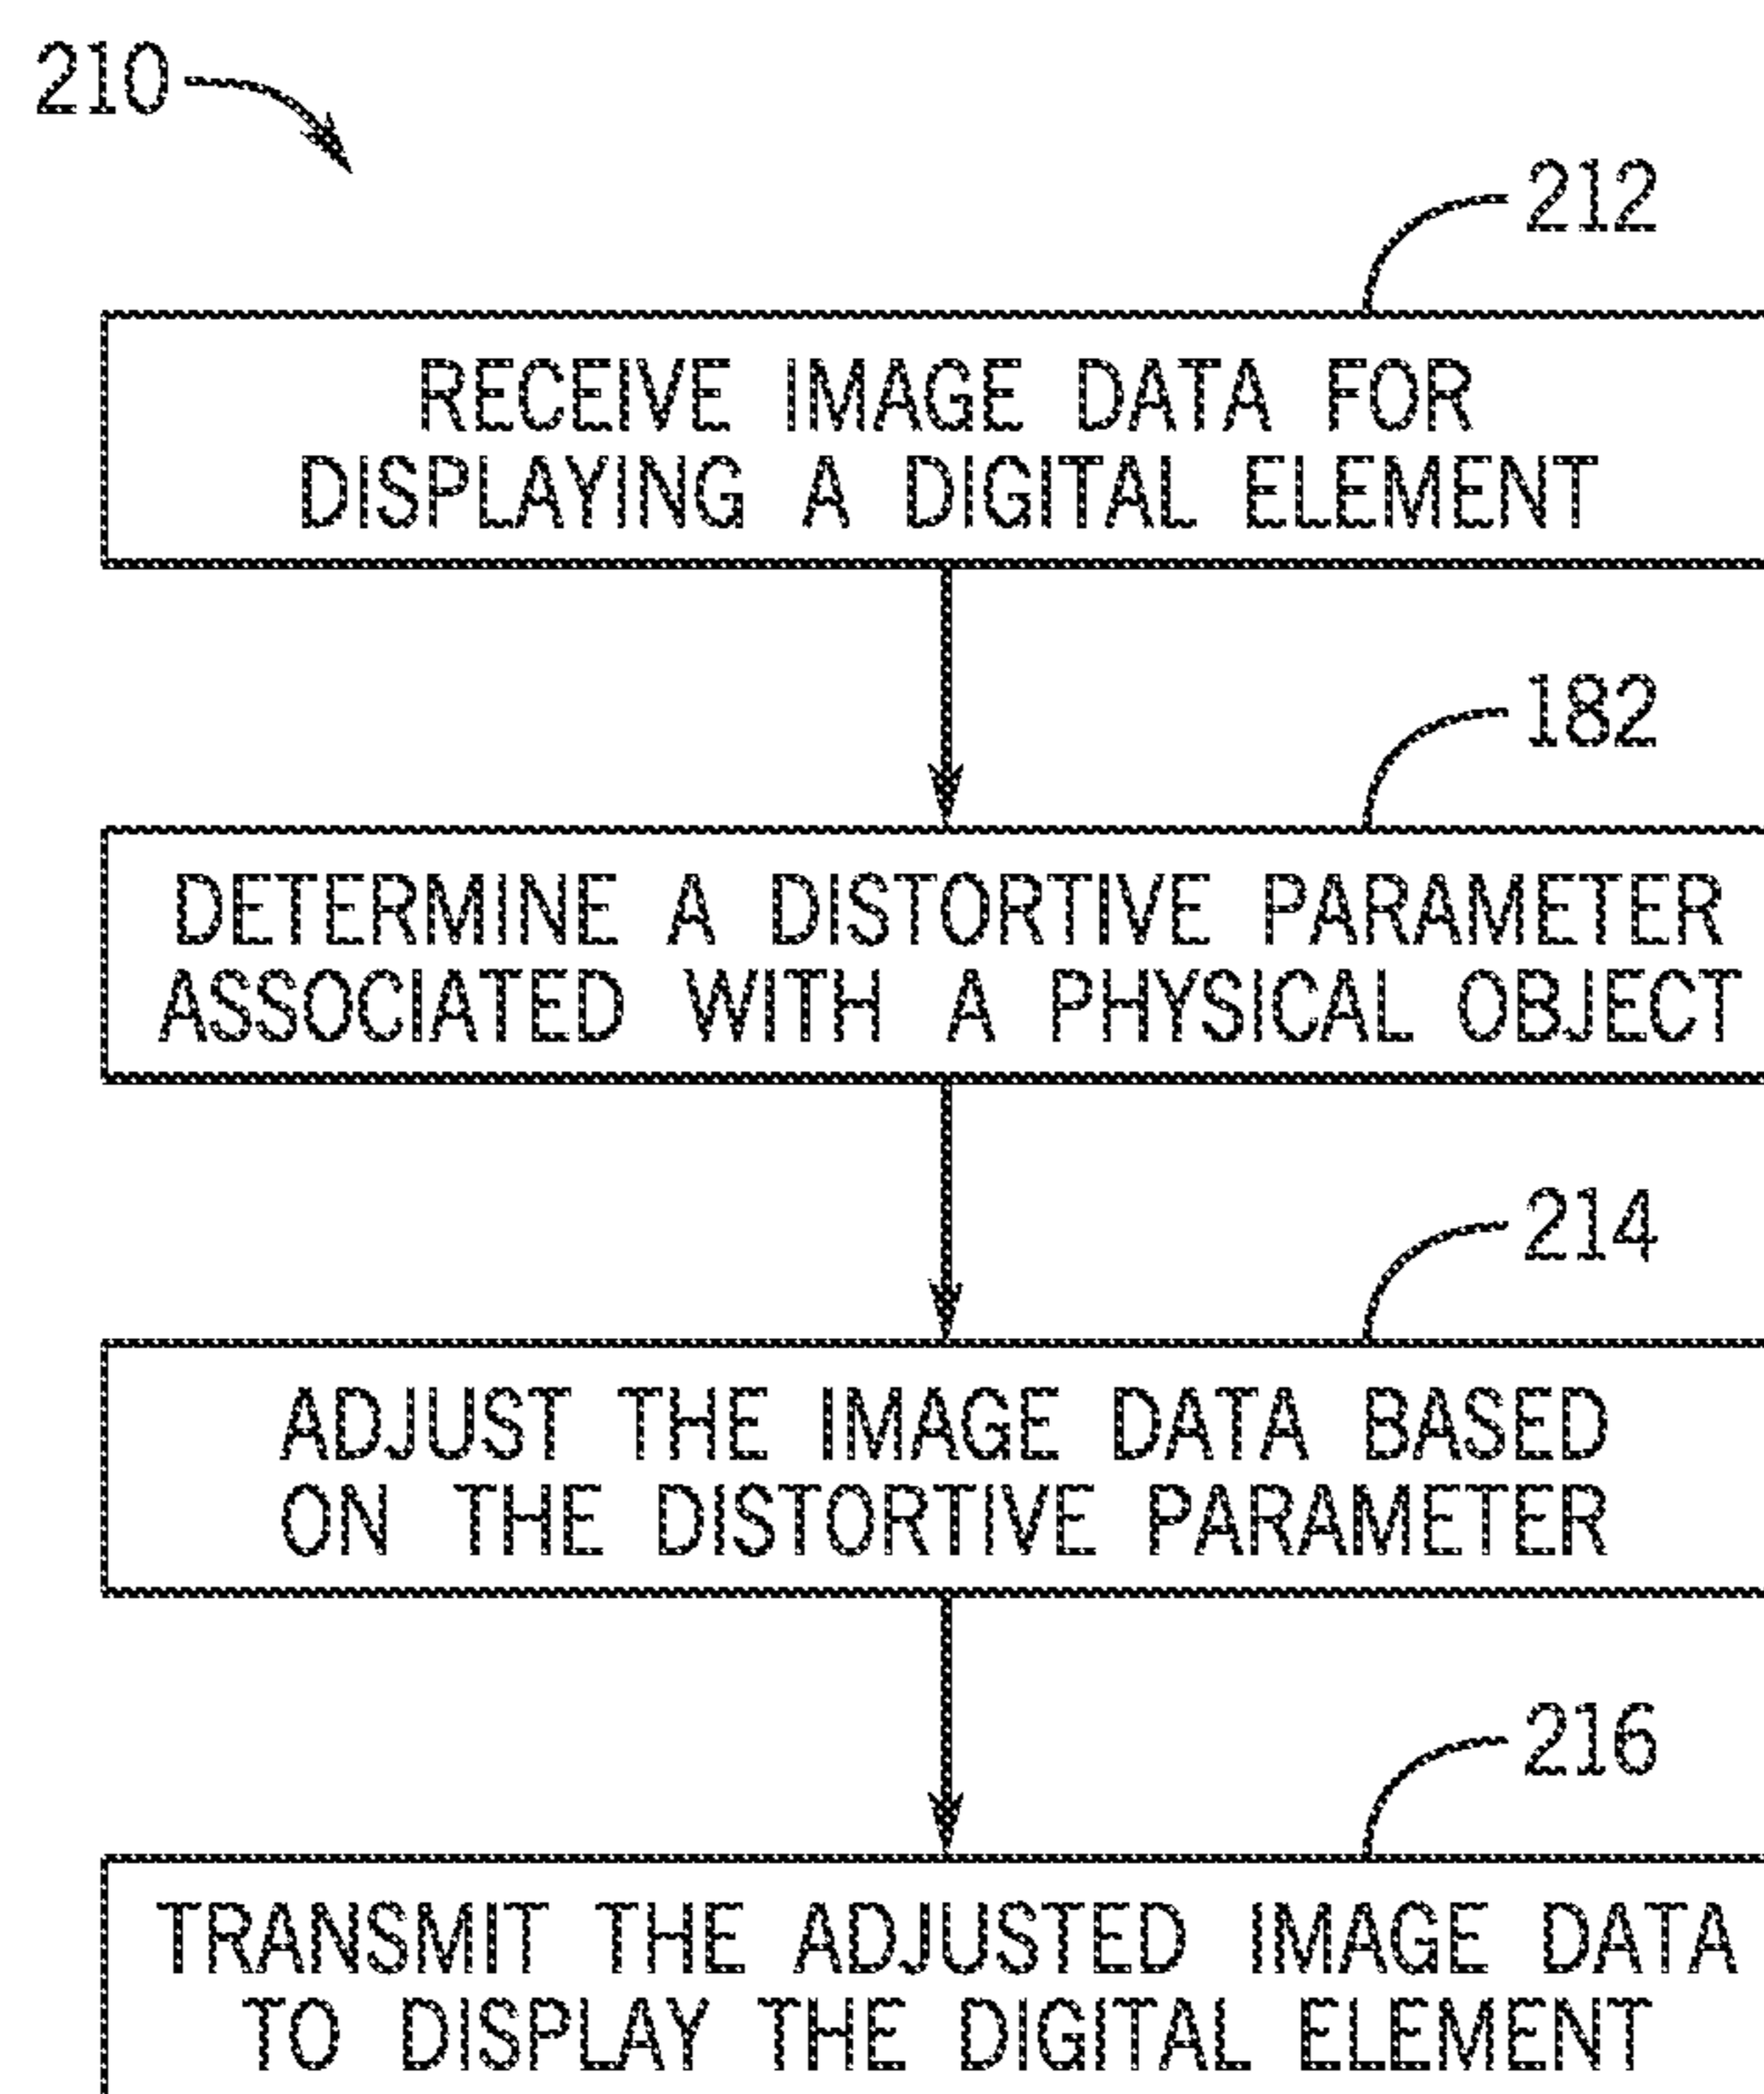 210
212
RECEIVE IMAGE DATA FOR
DISPLAYING A DIGITAL ELEMENT
182
DETERMINE A DISTORTIVE PARAMETER
ASSOCIATED WITH A PHYSICAL OBJECT
214
ADJUST THE IMAGE DATA BASED
ON THE DISTORTIVE PARAMETER
216
TRANSMIT THE ADJUSTED IMAGE DATA
TO DISPLAY THE DIGITAL ELEMENT